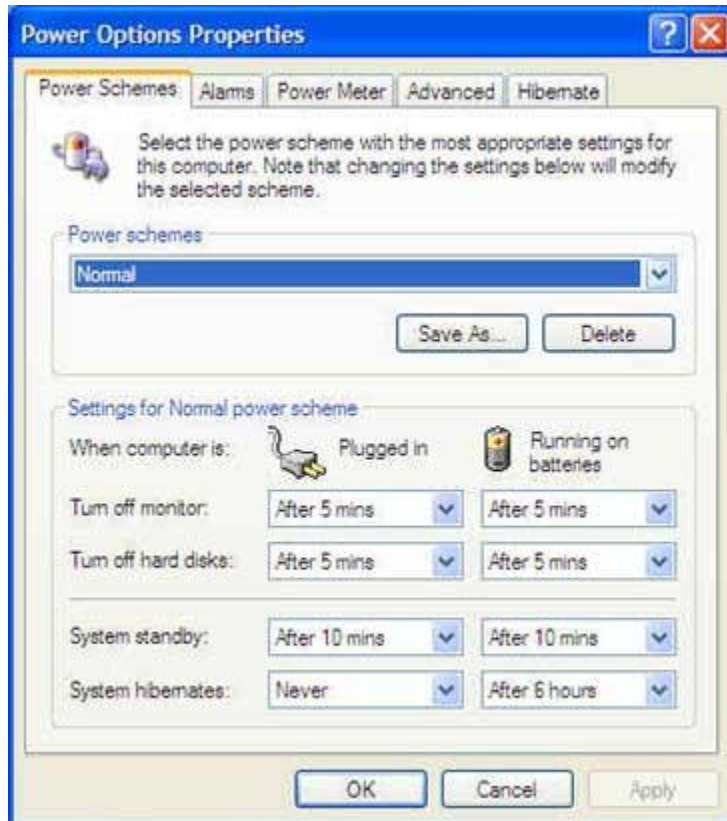 Power Options Properties
Power Schemes Alarms Power Meter Advanced Hibernate
Select the power scheme with the most appropriate settings for
this computer. Note that changing the settings below will modify
the selected scheme.
Power schemes
Normal
Save As... Delete
Settings for Normal power scheme
When computer is: Plugged in Running on
batteries
Turn off monitor: After 5 mins After 5 mins
Turn off hard disks: After 5 mins After 5 mins
System standby: After 10 mins After 10 mins
System hibernates: Never After 6 hours
OK Cancel Apply